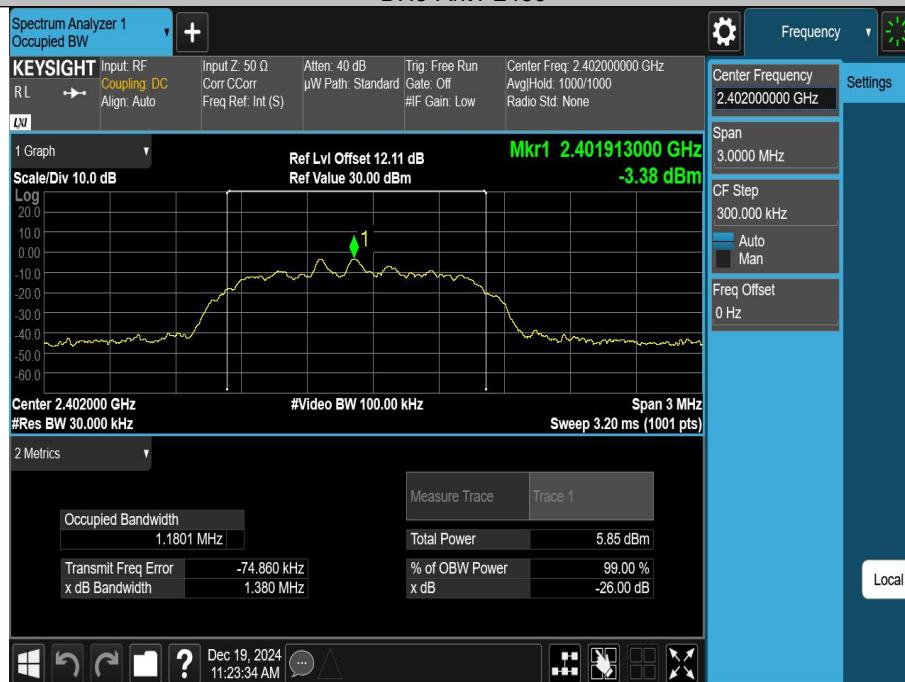 Spectrum Analyzer 1
Occupied BW
Frequency
KEYSIGHT
RL
LXI
Input: RF
Coupling: DC
Align: Auto
Input Z: 50 Ω
Corr CCorr
Freq Ref: Int (S)
Atten: 40 dB
µW Path: Standard
Trig: Free Run
Gate: Off
#IF Gain: Low
Center Freq: 2.402000000 GHz
Avg|Hold: 1000/1000
Radio Std: None
Center Frequency
2.402000000 GHz
Settings
Span
3.0000 MHz
CF Step
300.000 kHz
Auto
Man
Freq Offset
0 Hz
Local
1 Graph
Scale/Div 10.0 dB
Ref Lvl Offset 12.11 dB
Ref Value 30.00 dBm
Mkr1 2.401913000 GHz
-3.38 dBm
Log
20.0
10.0
0.00
-10.0
-20.0
-30.0
-40.0
-50.0
-60.0
1
Center 2.402000 GHz
#Video BW 100.00 kHz
Span 3 MHz
#Res BW 30.000 kHz
Sweep 3.20 ms (1001 pts)
2 Metrics
Measure Trace Trace 1
Occupied Bandwidth
1.1801 MHz
Total Power 5.85 dBm
Transmit Freq Error -74.860 kHz
% of OBW Power 99.00 %
x dB Bandwidth 1.380 MHz
x dB -26.00 dB
?
Dec 19, 2024
11:23:34 AM